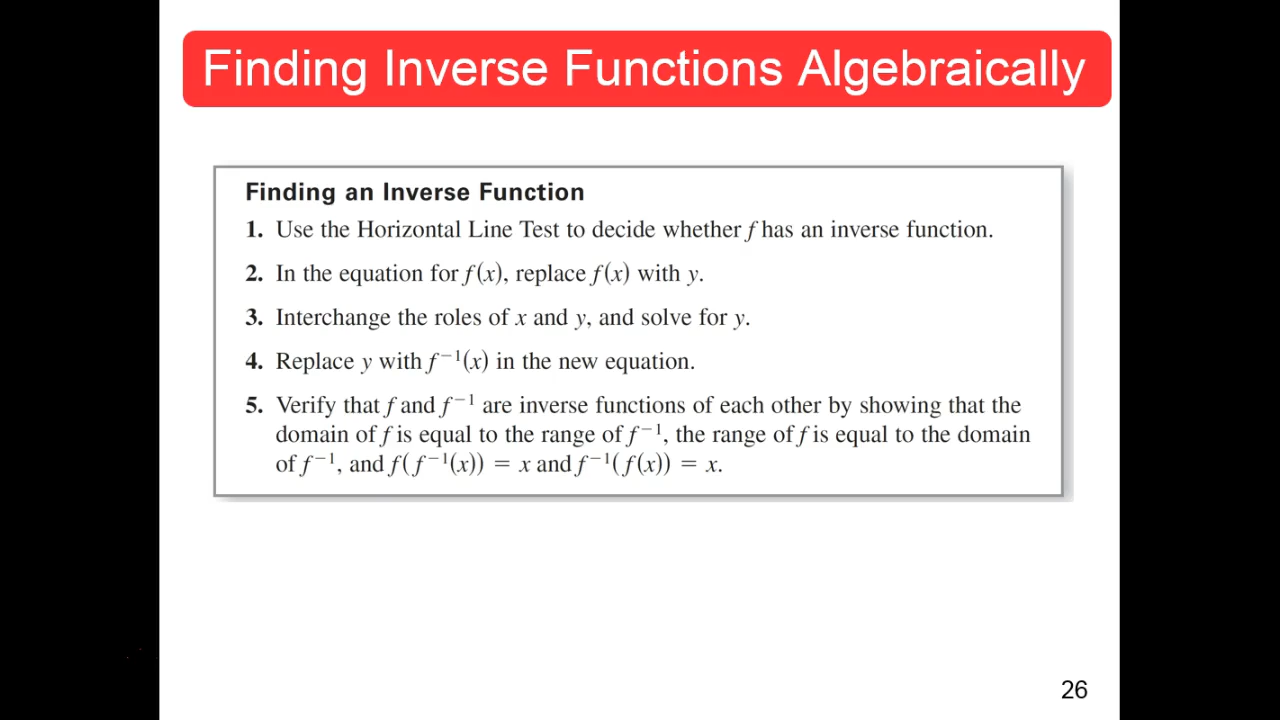 Finding Inverse Functions Algebraically
Finding an Inverse Function
1. Use the Horizontal Line Test to decide whether f has an inverse function.
2. In the equation for f(x), replace f(x) with y.
3. Interchange the roles of x and y, and solve for y.
4. Replace y with f⁻¹(x) in the new equation.
5. Verify that f and f⁻¹ are inverse functions of each other by showing that the
domain of f is equal to the range of f⁻¹, the range of f is equal to the domain
of f⁻¹, and f(f⁻¹(x)) = x and f⁻¹(f(x)) = x.
26